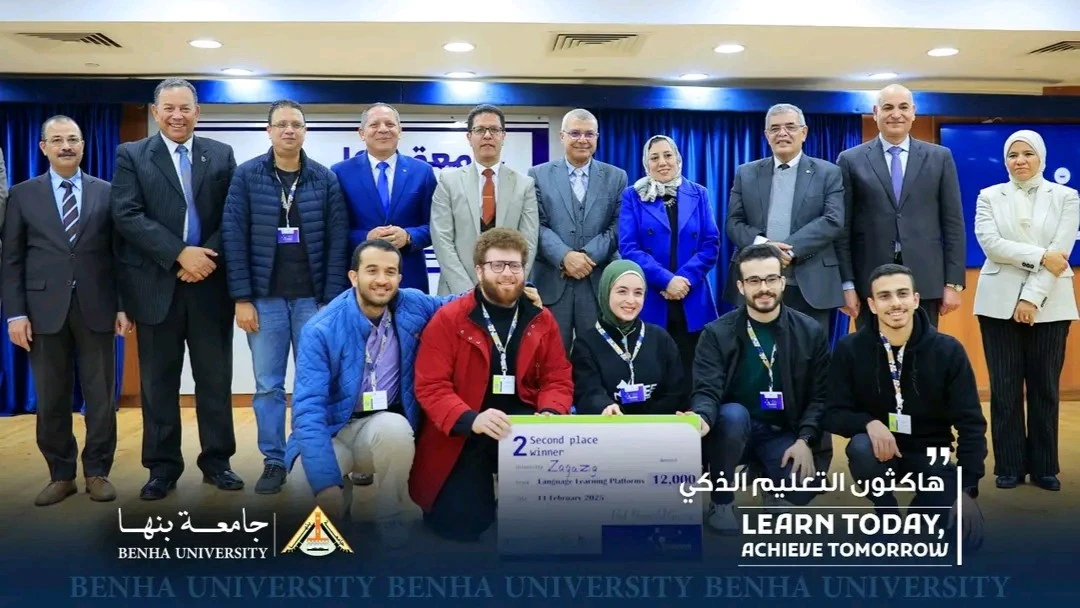 2 Second place
winner
Zagazig
Language Learning Platforms 12,000
11 February 2025
”
هاكثون التعليم الذكي
LEARN TODAY,
ACHIEVE TOMORROW
جامعة بنها
BENHA UNIVERSITY
BENHA UNIVERSITY BENHA UNIVERSITY BENHA UNIVERSITY